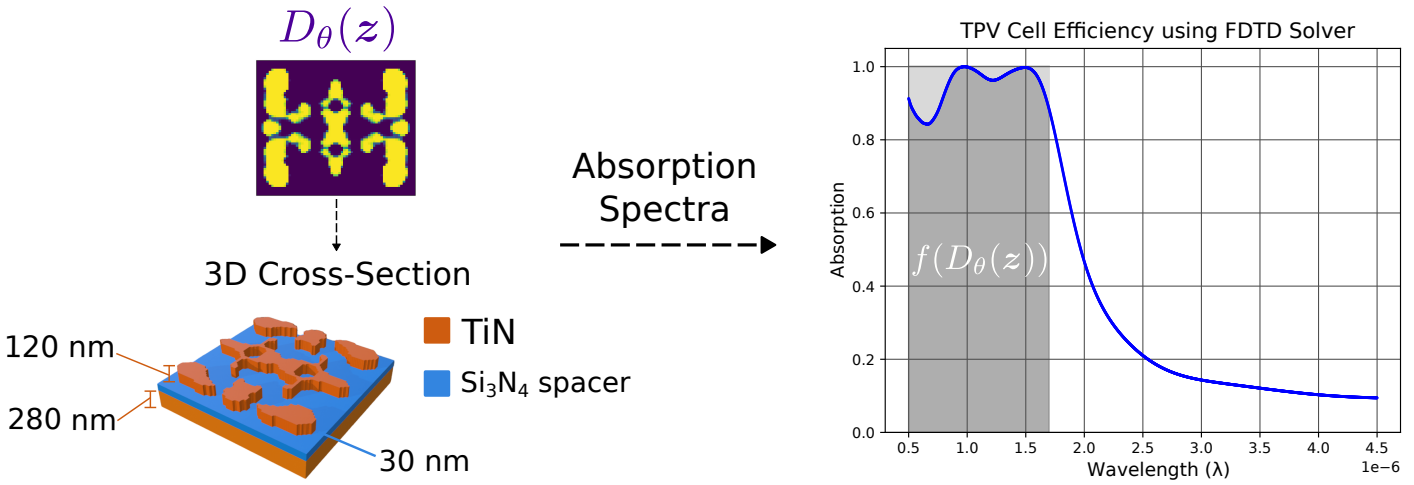 D_θ(z)
3D Cross-Section
120 nm
280 nm
30 nm
TiN
Si₃N₄ spacer
Absorption
Spectra
TPV Cell Efficiency using FDTD Solver
Absorption
1.0
0.8
0.6
0.4
0.2
0.0
f(D_θ(z))
0.5 1.0 1.5 2.0 2.5 3.0 3.5 4.0 4.5
1e−6
Wavelength (λ)